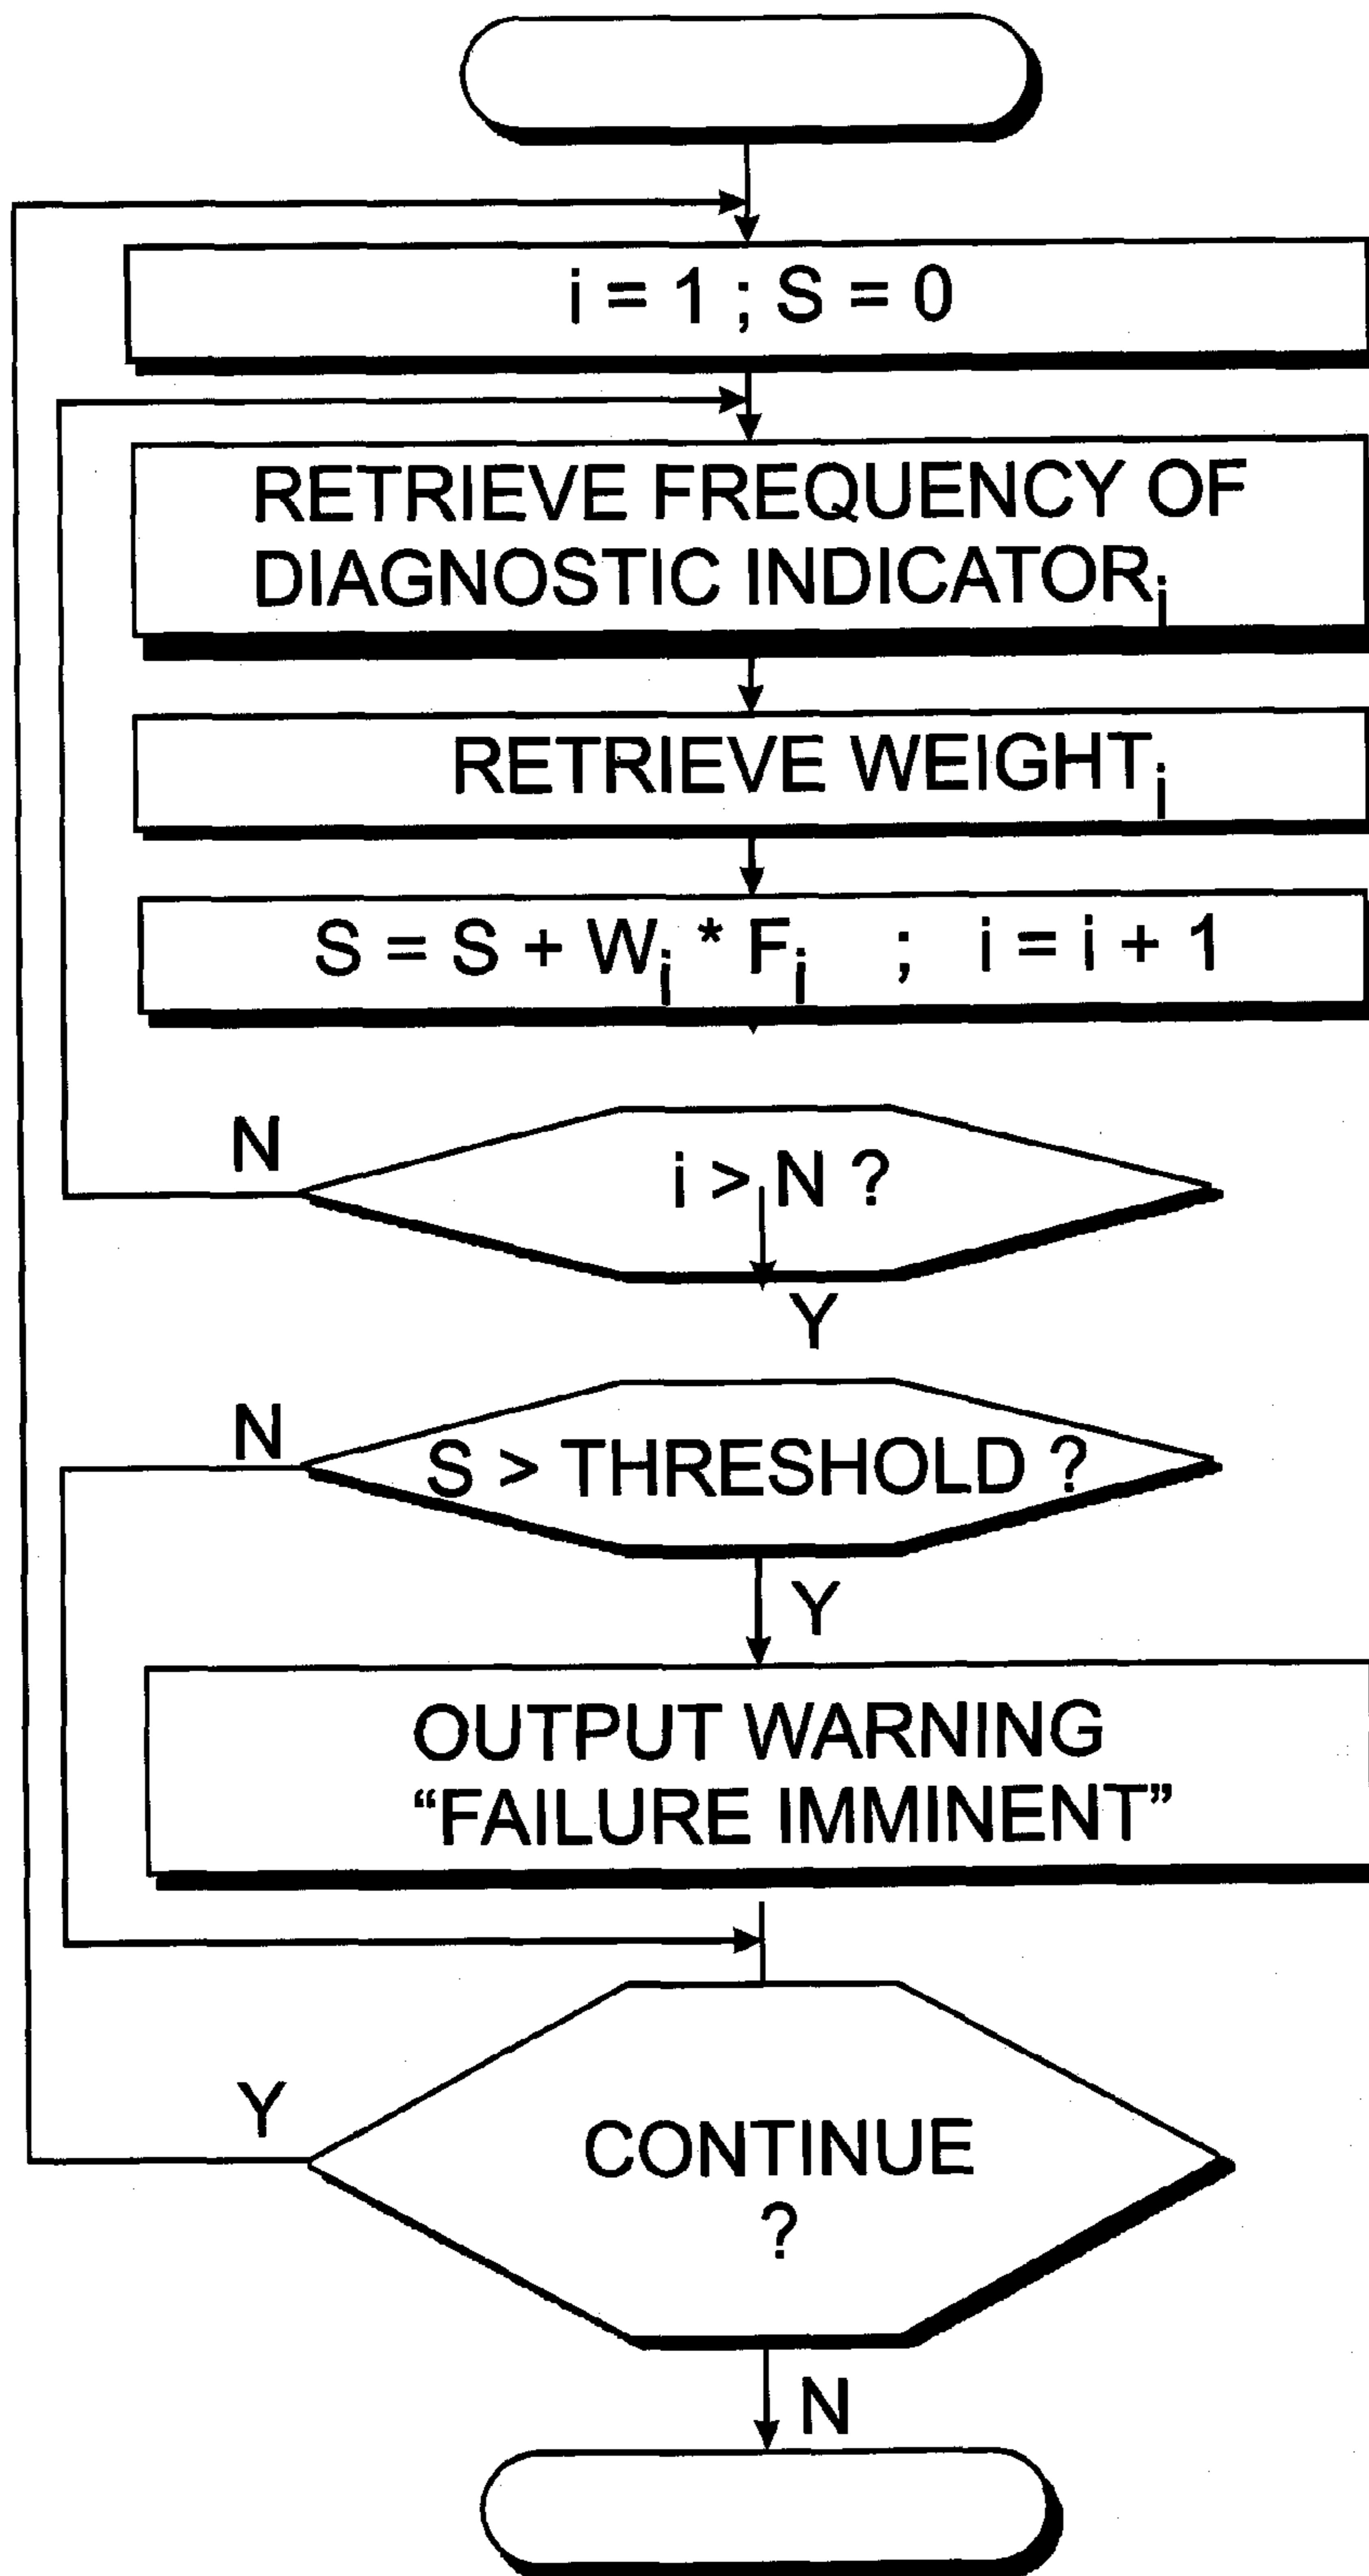 i = 1 ; S = 0
RETRIEVE FREQUENCY OF
DIAGNOSTIC INDICATORi
RETRIEVE WEIGHTi
S = S + Wi * Fi ; i = i + 1
N
i > N ?
Y
N
S > THRESHOLD ?
Y
OUTPUT WARNING
“FAILURE IMMINENT”
Y
CONTINUE
?
N